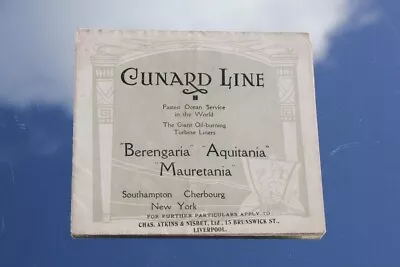 CUNARD LINE
Fastest Ocean Service
in the World
The Giant Oil-burning
Turbine Liners
"Berengaria" "Aquitania"
"Mauretania"
Southampton Cherbourg
New York
FOR FURTHER PARTICULARS APPLY TO
CHAS. ATKINS & NISBET, Ltd., 15 BRUNSWICK ST.,
LIVERPOOL.